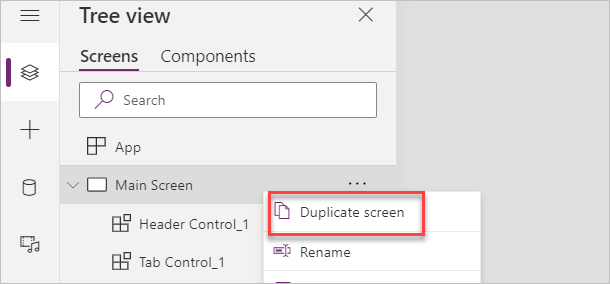 Tree view
Screens Components
Search
App
Main Screen
Duplicate screen
Header Control_1
Rename
Tab Control_1